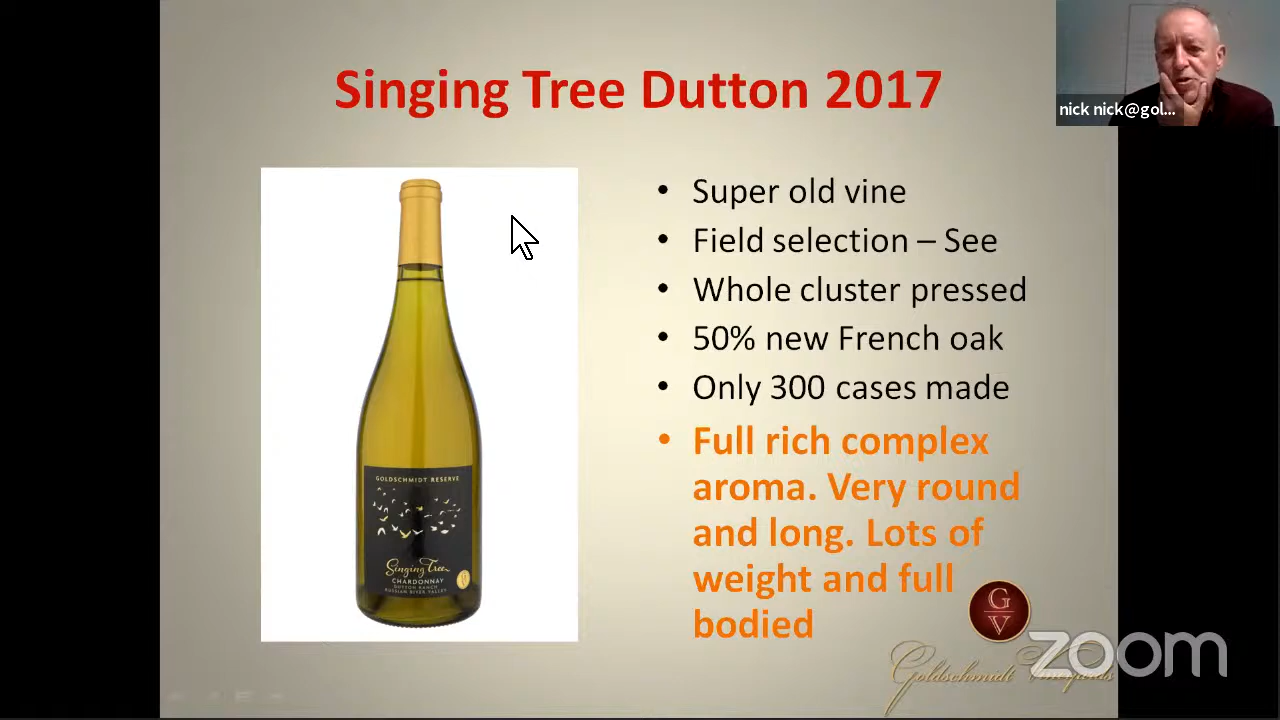 Singing Tree Dutton 2017
nick nick@gol...
• Super old vine
• Field selection – See
• Whole cluster pressed
• 50% new French oak
• Only 300 cases made
• Full rich complex
aroma. Very round
and long. Lots of
weight and full
bodied
GOLDSCHMIDT RESERVE
Singing Tree
CHARDONNAY
DUTTON RANCH
RUSSIAN RIVER VALLEY
G
V
Goldschmidt Vineyards
zoom